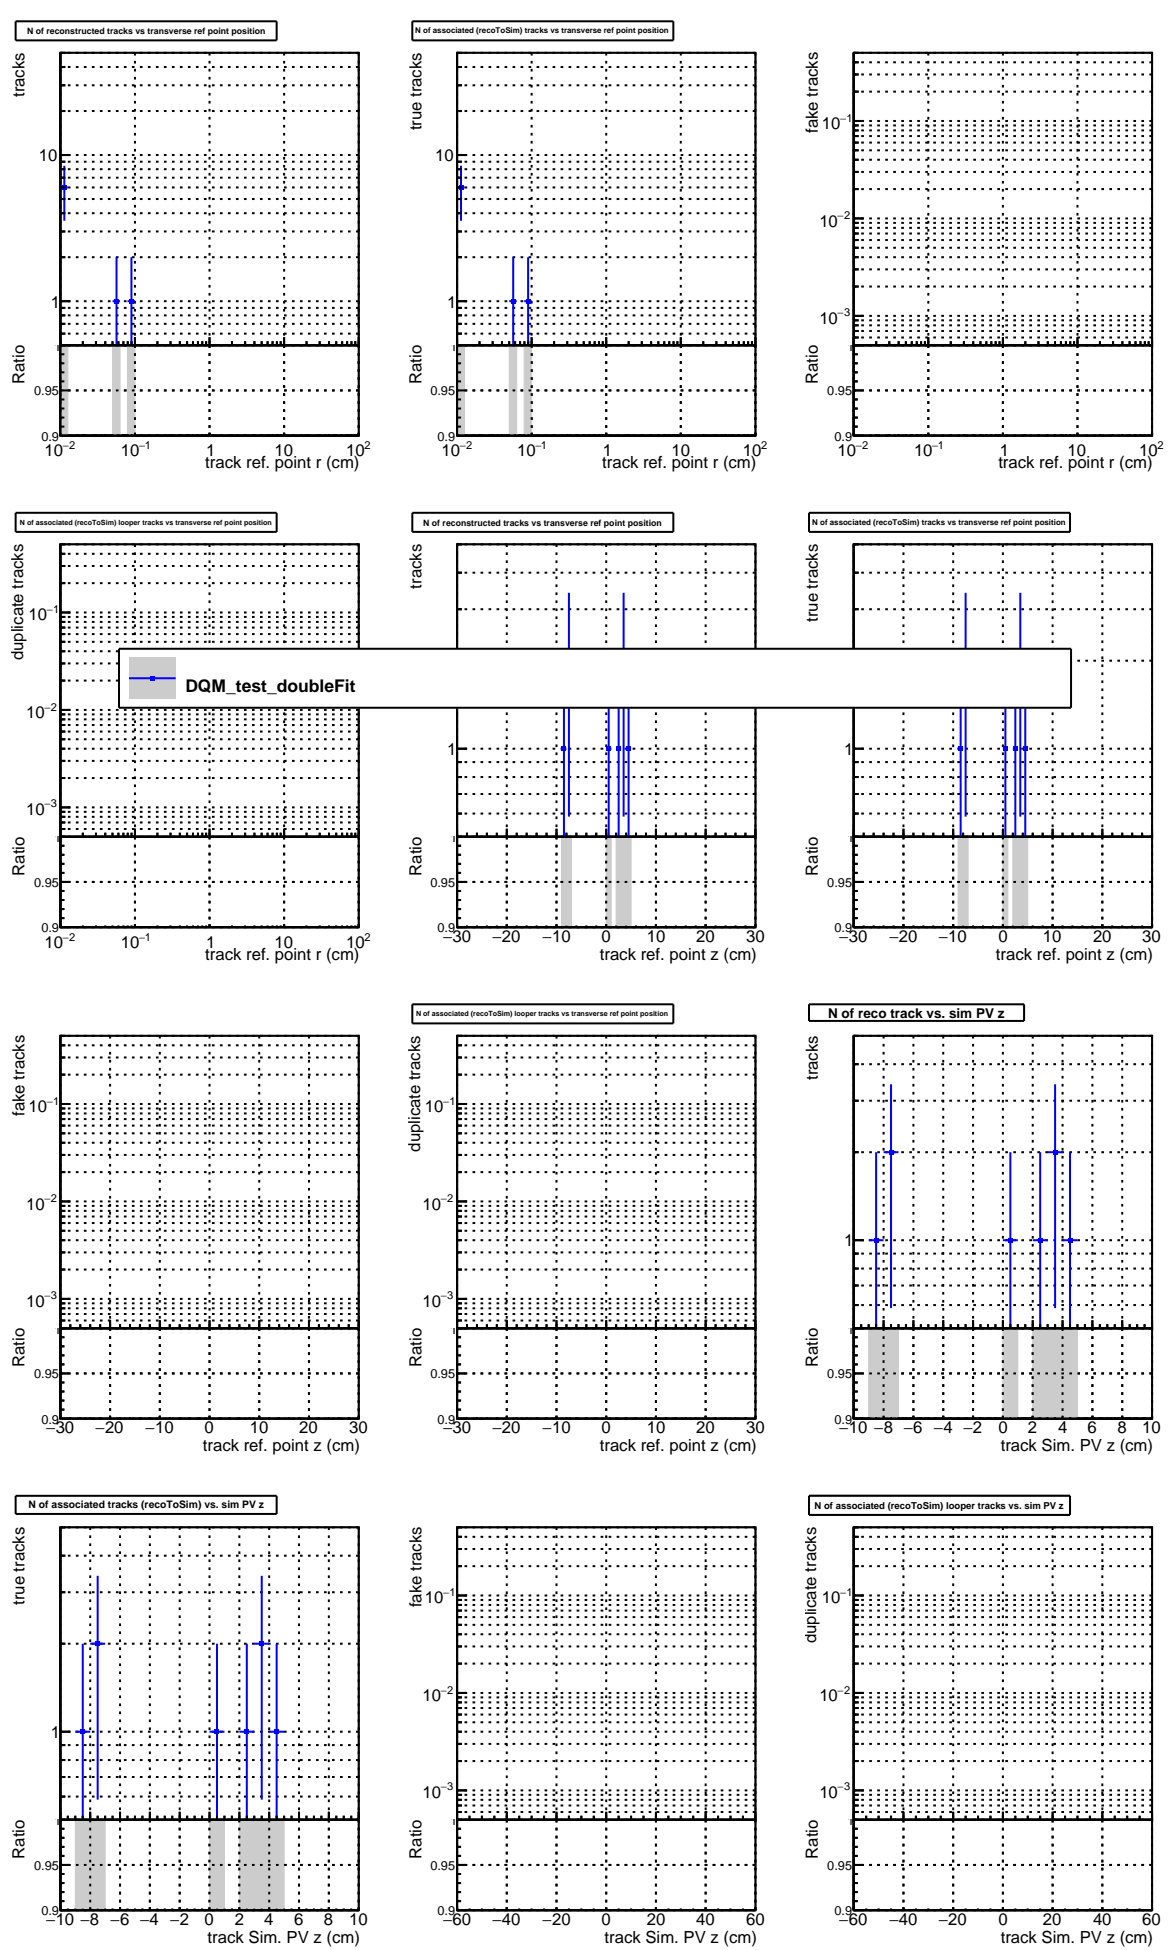 N of reconstructed tracks vs transverse ref point position
tracks
10
1
Ratio
0.95
0.9
10−2 10−1 1 10 102
track ref. point r (cm)
N of associated (recoToSim) tracks vs transverse ref point position
true tracks
10
1
Ratio
0.95
0.9
10−2 10−1 1 10 102
track ref. point r (cm)
fake tracks
10−1
10−2
10−3
Ratio
0.95
0.9
10−2 10−1 1 10 102
track ref. point r (cm)
N of associated (recoToSim) looper tracks vs transverse ref point position
duplicate tracks
10−1
10−2
10−3
Ratio
0.95
0.9
10−2 10−1 1 10 102
track ref. point r (cm)
N of reconstructed tracks vs transverse ref point position
tracks
1
Ratio
0.95
0.9
−30 −20 −10 0 10 20 30
track ref. point z (cm)
N of associated (recoToSim) tracks vs transverse ref point position
true tracks
1
Ratio
0.95
0.9
−30 −20 −10 0 10 20 30
track ref. point z (cm)
DQM_test_doubleFit
fake tracks
10−1
10−2
10−3
Ratio
0.95
0.9
−30 −20 −10 0 10 20 30
track ref. point z (cm)
N of associated (recoToSim) looper tracks vs transverse ref point position
duplicate tracks
10−1
10−2
10−3
Ratio
0.95
0.9
−30 −20 −10 0 10 20 30
track ref. point z (cm)
N of reco track vs. sim PV z
tracks
1
Ratio
0.95
0.9
−10 −8 −6 −4 −2 0 2 4 6 8 10
track Sim. PV z (cm)
N of associated tracks (recoToSim) vs. sim PV z
true tracks
1
Ratio
0.95
0.9
−10 −8 −6 −4 −2 0 2 4 6 8 10
track Sim. PV z (cm)
fake tracks
10−1
10−2
10−3
Ratio
0.95
0.9
−60 −40 −20 0 20 40 60
track Sim. PV z (cm)
N of associated (recoToSim) looper tracks vs. sim PV z
duplicate tracks
10−1
10−2
10−3
Ratio
0.95
0.9
−60 −40 −20 0 20 40 60
track Sim. PV z (cm)